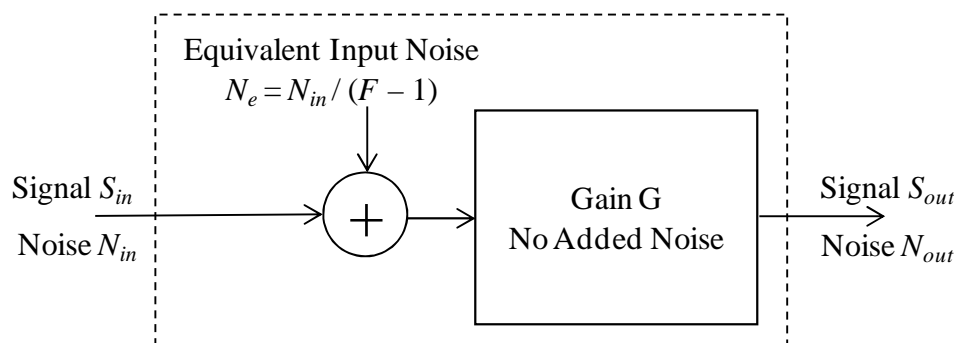 Equivalent Input Noise
N_e = N_in / (F – 1)
Signal S_in
Noise N_in
+
Gain G
No Added Noise
Signal S_out
Noise N_out